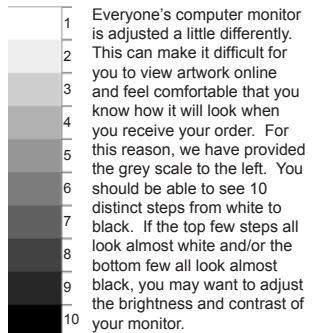 1
2
3
4
5
6
7
8
9
10
Everyone's computer monitor
is adjusted a little differently.
This can make it difficult for
you to view artwork online
and feel comfortable that you
know how it will look when
you receive your order.  For
this reason, we have provided
the grey scale to the left.  You
should be able to see 10
distinct steps from white to
black.  If the top few steps all
look almost white and/or the
bottom few all look almost
black, you may want to adjust
the brightness and contrast of
your monitor.